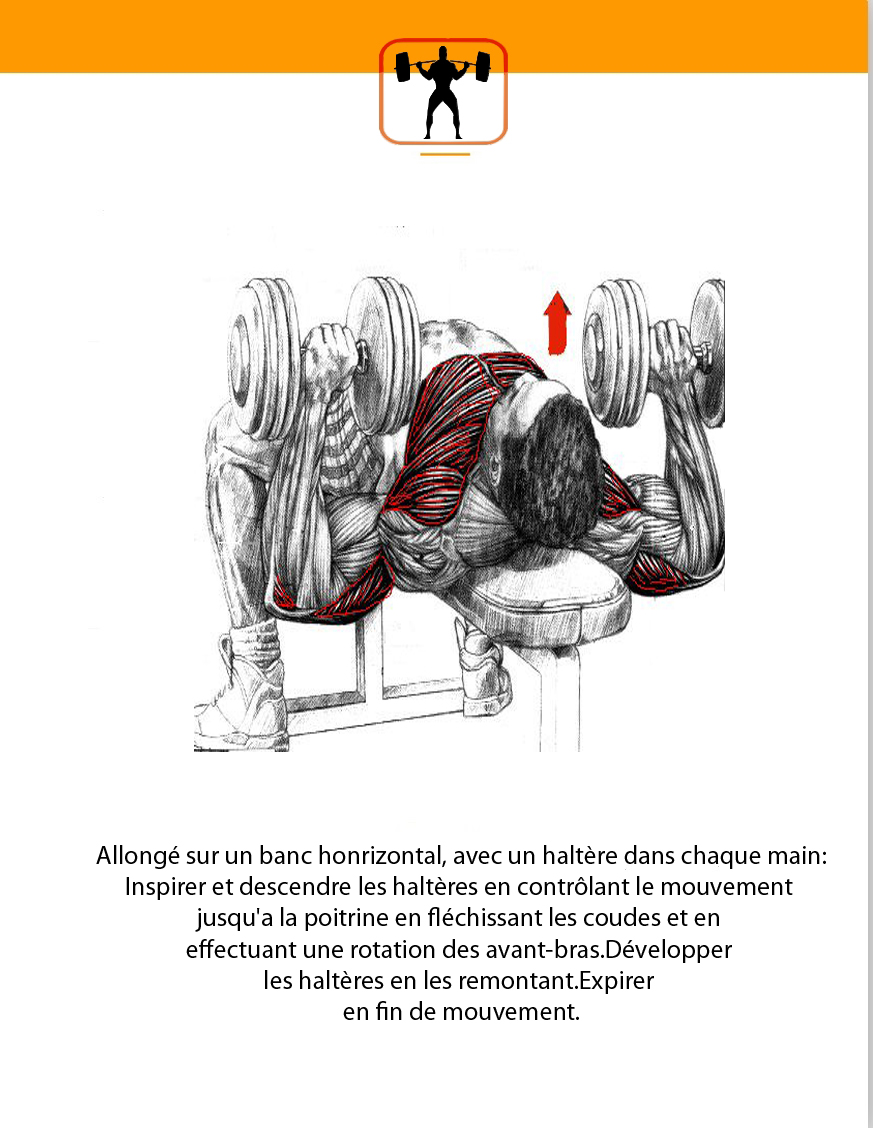 Allongé sur un banc honrizontal, avec un haltère dans chaque main:
Inspirer et descendre les haltères en contrôlant le mouvement
jusqu'a la poitrine en fléchissant les coudes et en
effectuant une rotation des avant-bras.Développer
les haltères en les remontant.Expirer
en fin de mouvement.